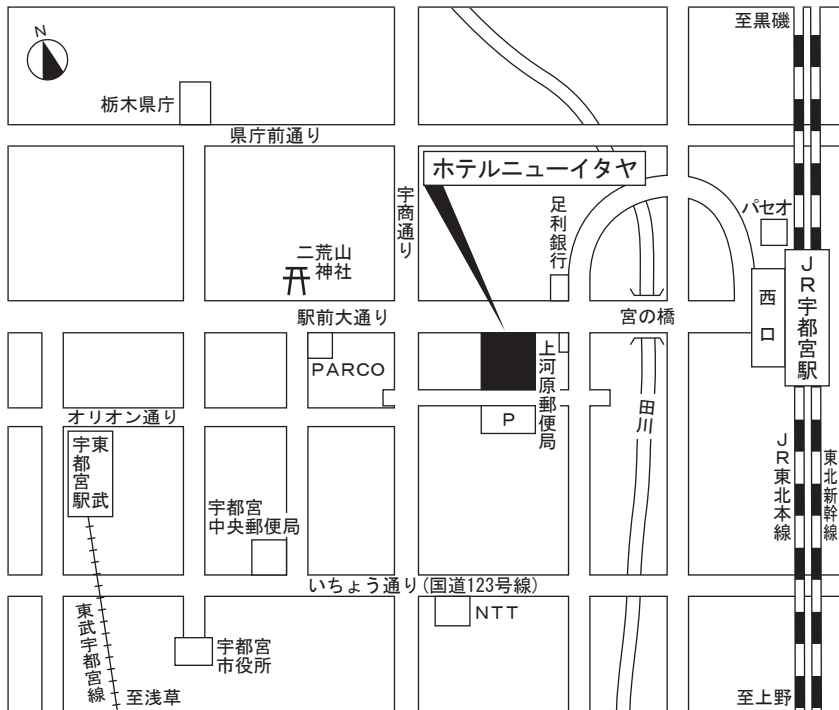 N
至黒磯
栃木県庁
県庁前通り
ホテルニューイタヤ
宇商通り
足利銀行
パセオ
二荒山
神社
JR宇都宮駅
西口
駅前大通り
宮の橋
PARCO
上河原郵便局
オリオン通り
P
田川
東武
宇都宮駅
JR東北本線
東北新幹線
宇都宮
中央郵便局
いちょう通り(国道123号線)
NTT
東武宇都宮線
宇都宮
市役所
至浅草
至上野